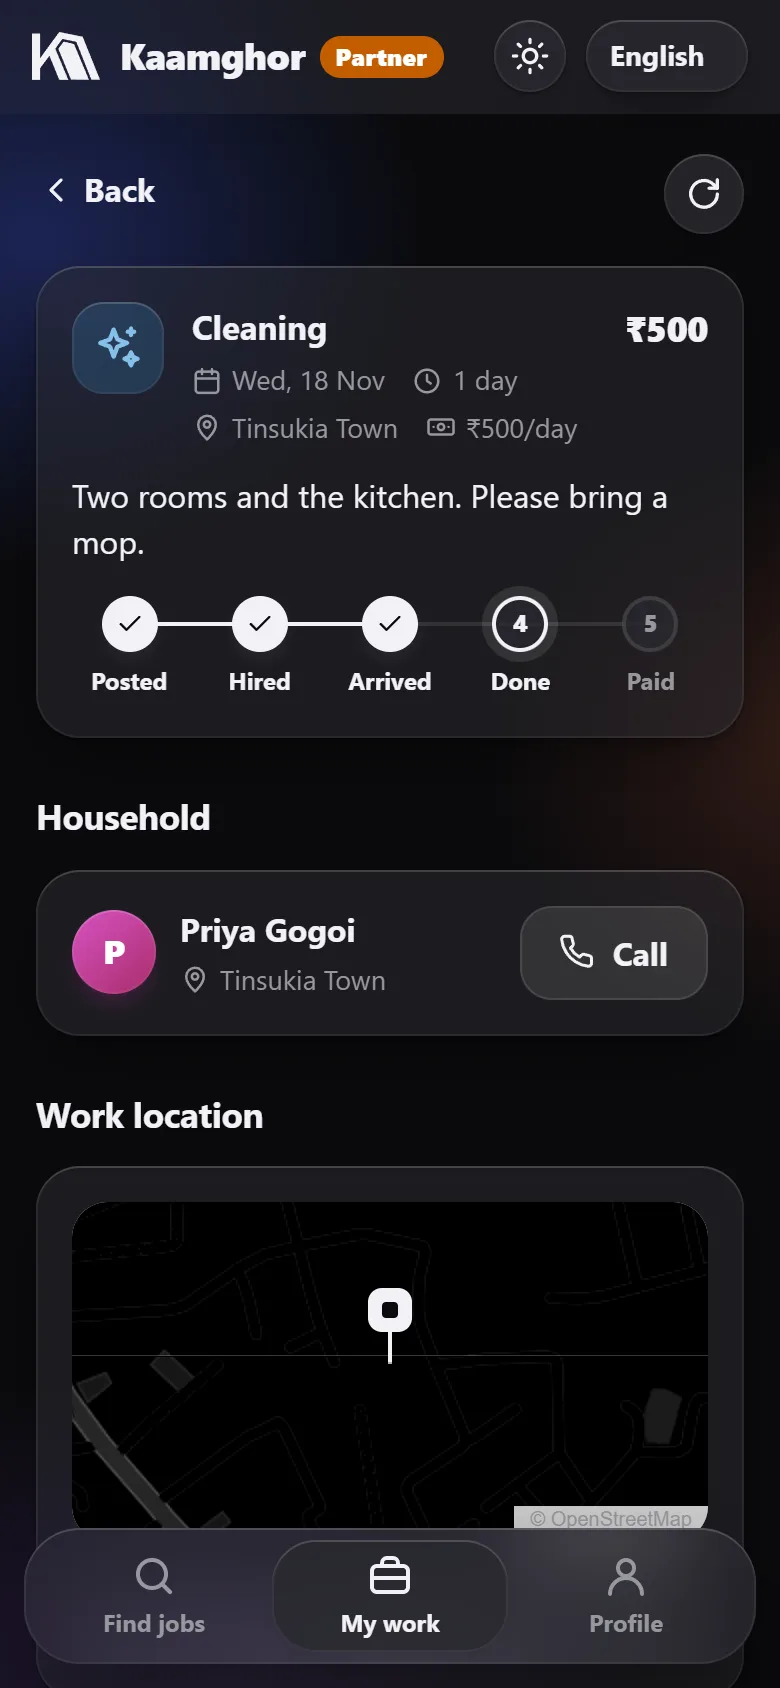 Kaamghor Partner English
Back
Cleaning ₹500
Wed, 18 Nov 1 day
Tinsukia Town ₹500/day
Two rooms and the kitchen. Please bring a
mop.
4 5
Posted Hired Arrived Done Paid
Household
P Priya Gogoi Call
Tinsukia Town
Work location
© OpenStreetMap
Find jobs My work Profile